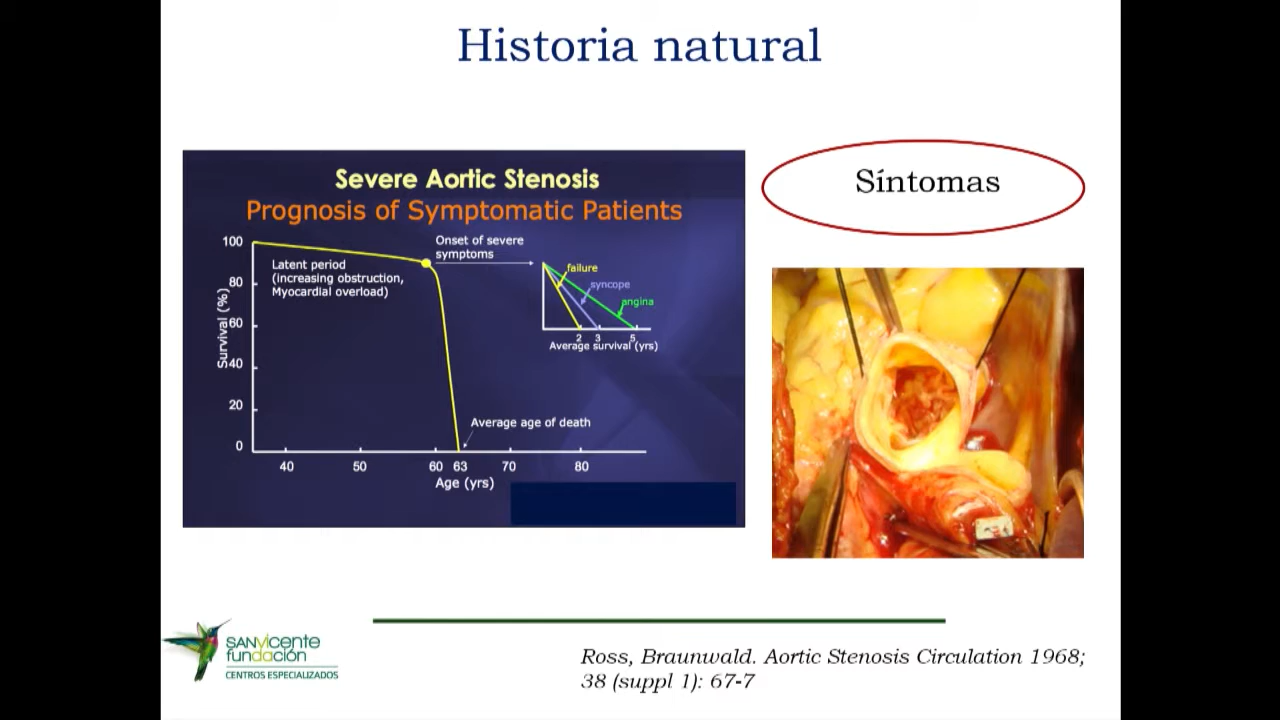 Historia natural
Severe Aortic Stenosis
Prognosis of Symptomatic Patients
100
80
60
40
20
0
Survival (%)
Latent period
(increasing obstruction,
Myocardial overload)
Onset of severe
symptoms
failure
syncope
angina
2 3 5
Average survival (yrs)
Average age of death
40 50 60 63 70 80
Age (yrs)
Síntomas
SANVICENTE
FUNDACIÓN
CENTROS ESPECIALIZADOS
Ross, Braunwald. Aortic Stenosis Circulation 1968;
38 (suppl 1): 67-7